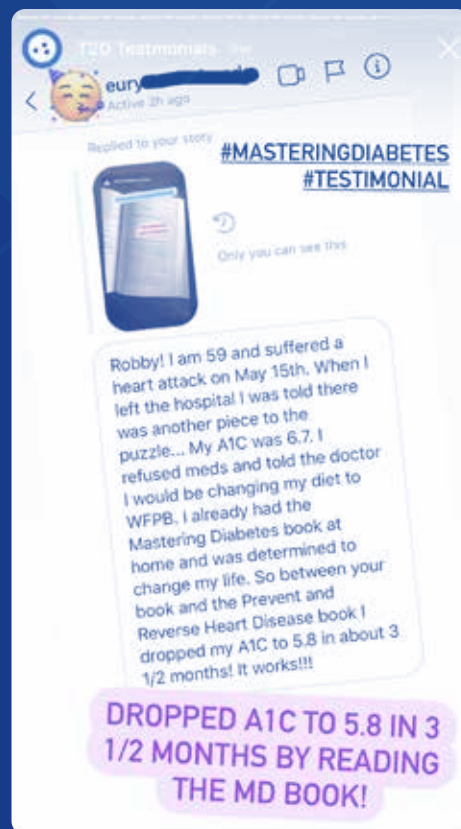 T2D Testimonials
eury
Active 2h ago
Replied to your story
#MASTERINGDIABETES
#TESTIMONIAL
Only you can see this
Robby! I am 59 and suffered a
heart attack on May 15th. When I
left the hospital I was told there
was another piece to the
puzzle... My A1C was 6.7. I
refused meds and told the doctor
I would be changing my diet to
WFPB. I already had the
Mastering Diabetes book at
home and was determined to
change my life. So between your
book and the Prevent and
Reverse Heart Disease book I
dropped my A1C to 5.8 in about 3
1/2 months! It works!!!
DROPPED A1C TO 5.8 IN 3
1/2 MONTHS BY READING
THE MD BOOK!